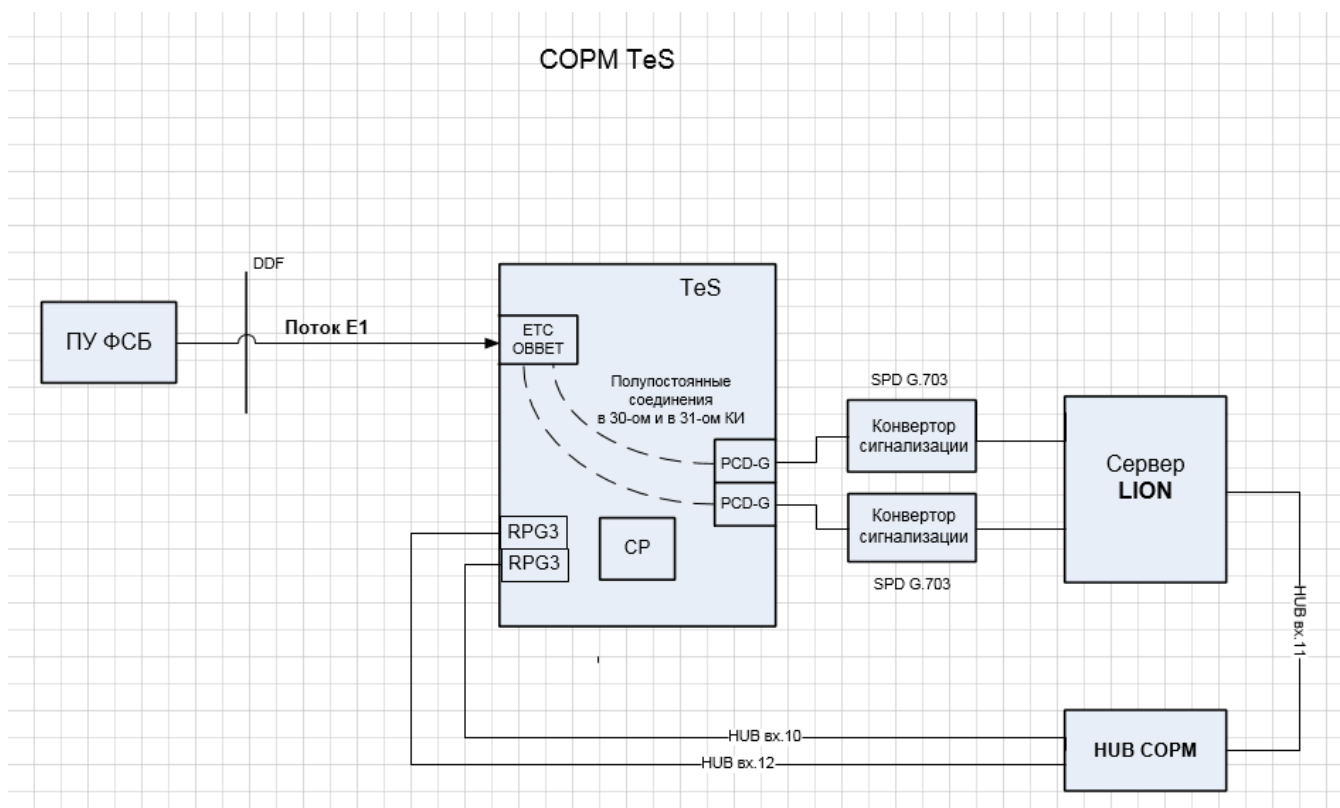 СОРМ TeS
DDF
ПУ ФСБ
Поток Е1
TeS
ETC
OBBET
Полупостоянные
соединения
в 30-ом и в 31-ом КИ
PCD-G
PCD-G
RPG3
RPG3
CP
SPD G.703
Конвертор
сигнализации
Конвертор
сигнализации
SPD G.703
Сервер
LION
HUB вх.11
HUB вх.10
HUB вх.12
HUB СОРМ